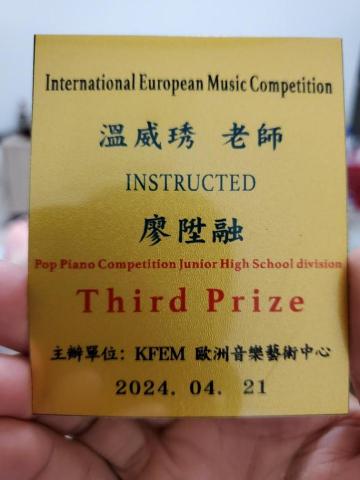 International European Music Competition
溫威琇 老師
INSTRUCTED
廖陞融
Pop Piano Competition Junior High School division
Third Prize
主辦單位: KFEM 歐洲音樂藝術中心
2024. 04. 21